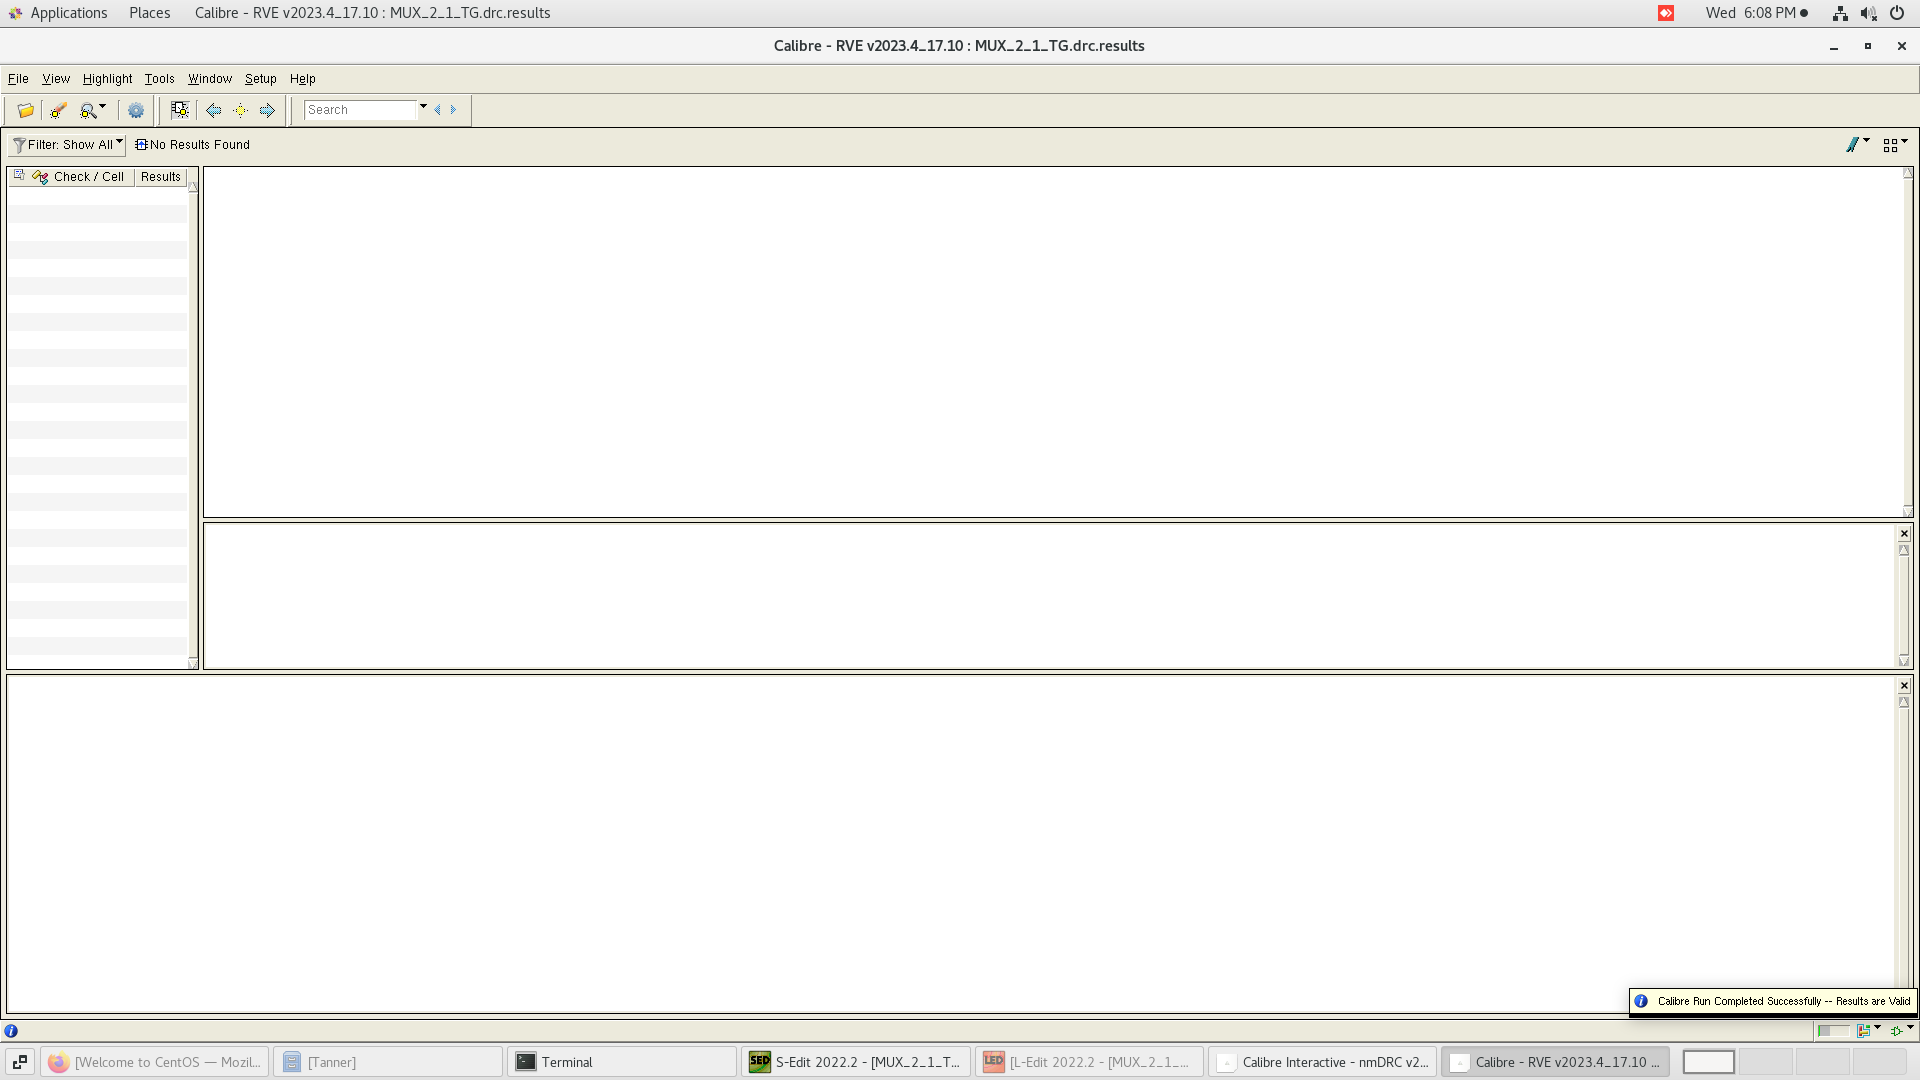 Applications Places Calibre - RVE v2023.4_17.10 : MUX_2_1_TG.drc.results Wed 6:08 PM
Calibre - RVE v2023.4_17.10 : MUX_2_1_TG.drc.results
File View Highlight Tools Window Setup Help
Search
Filter: Show All No Results Found
Check / Cell Results
Calibre Run Completed Successfully -- Results are Valid
[Welcome to CentOS — Mozil... [Tanner] Terminal SED S-Edit 2022.2 - [MUX_2_1_T... LED [L-Edit 2022.2 - [MUX_2_1_... Calibre Interactive - nmDRC v2... Calibre - RVE v2023.4_17.10 ...